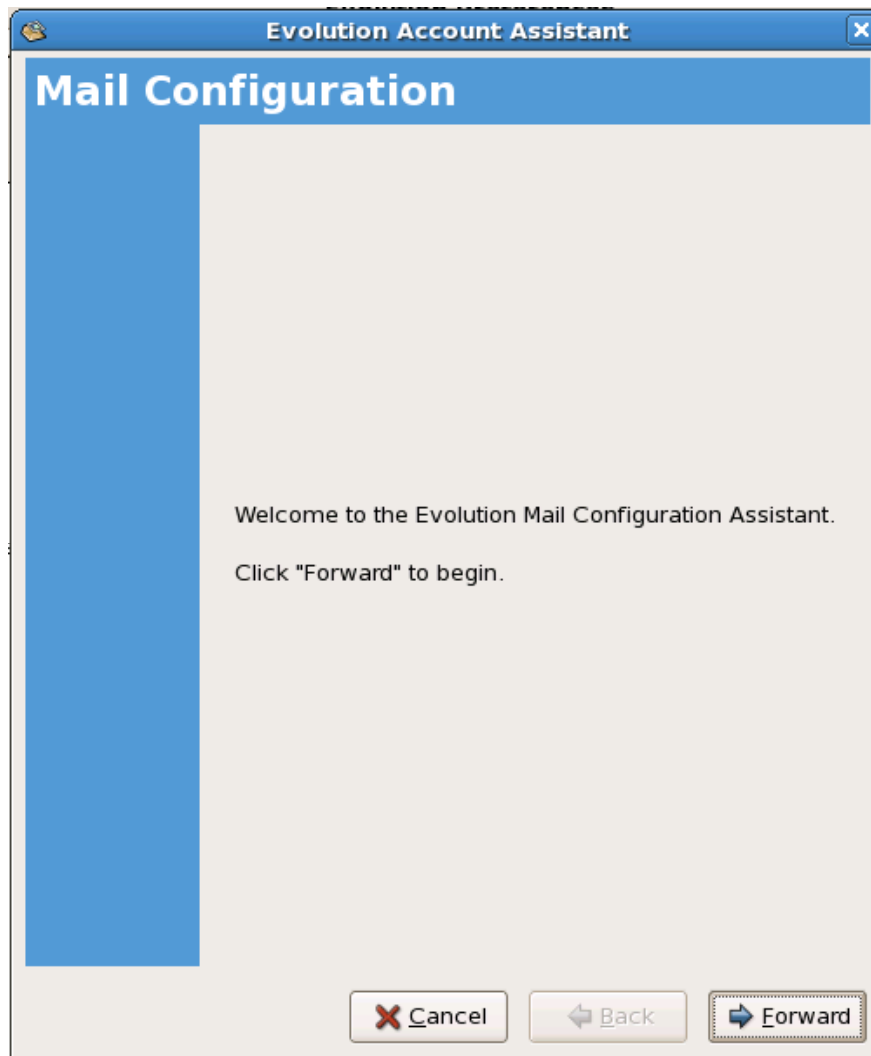 Evolution Account Assistant
Mail Configuration
Welcome to the Evolution Mail Configuration Assistant.
Click "Forward" to begin.
Cancel
Back
Forward